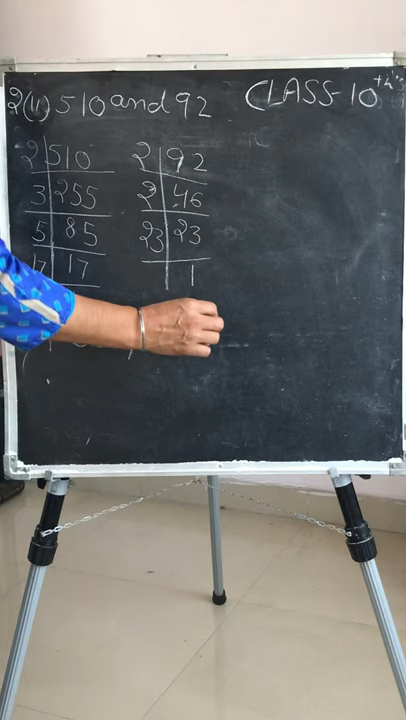 2(ii) 510 and 92 CLASS-10th's
2 | 510
3 | 255
5 | 85
17 | 17
2 | 92
2 | 46
23 | 23
1